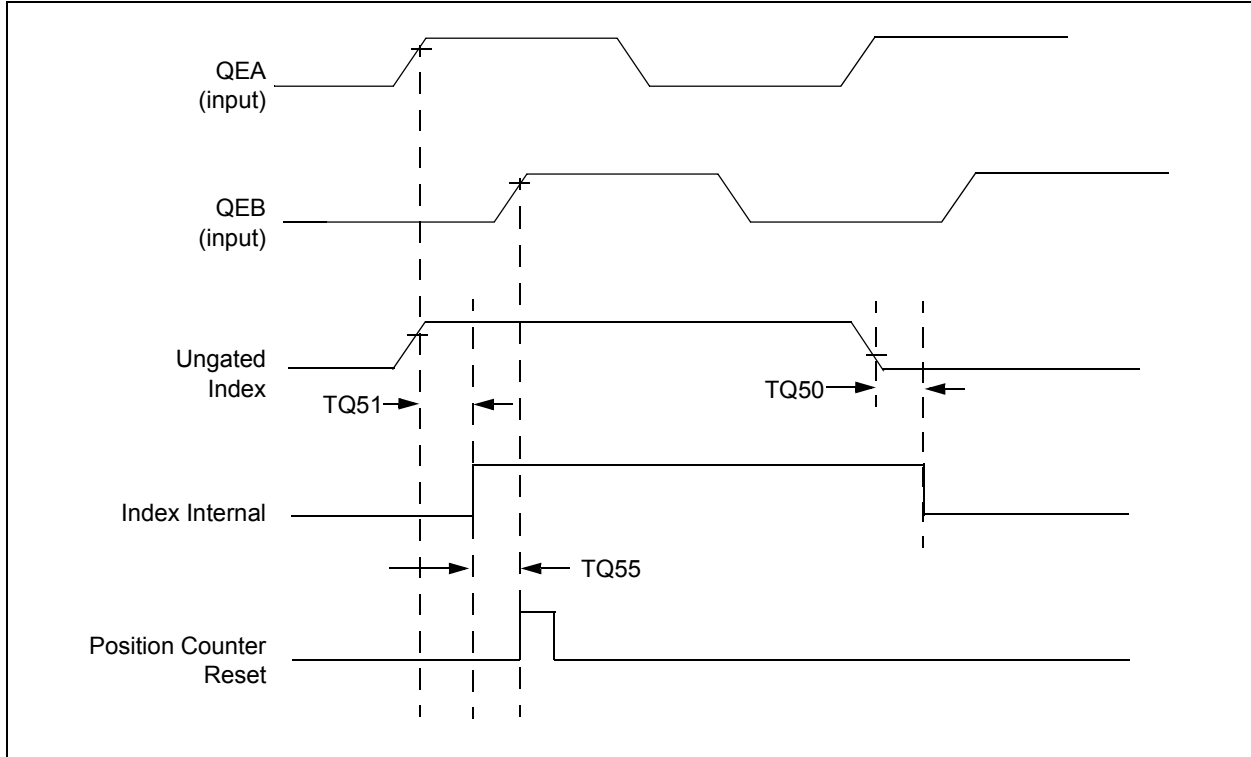 QEA
(input)
QEB
(input)
Ungated
Index
TQ51
TQ50
Index Internal
TQ55
Position Counter
Reset